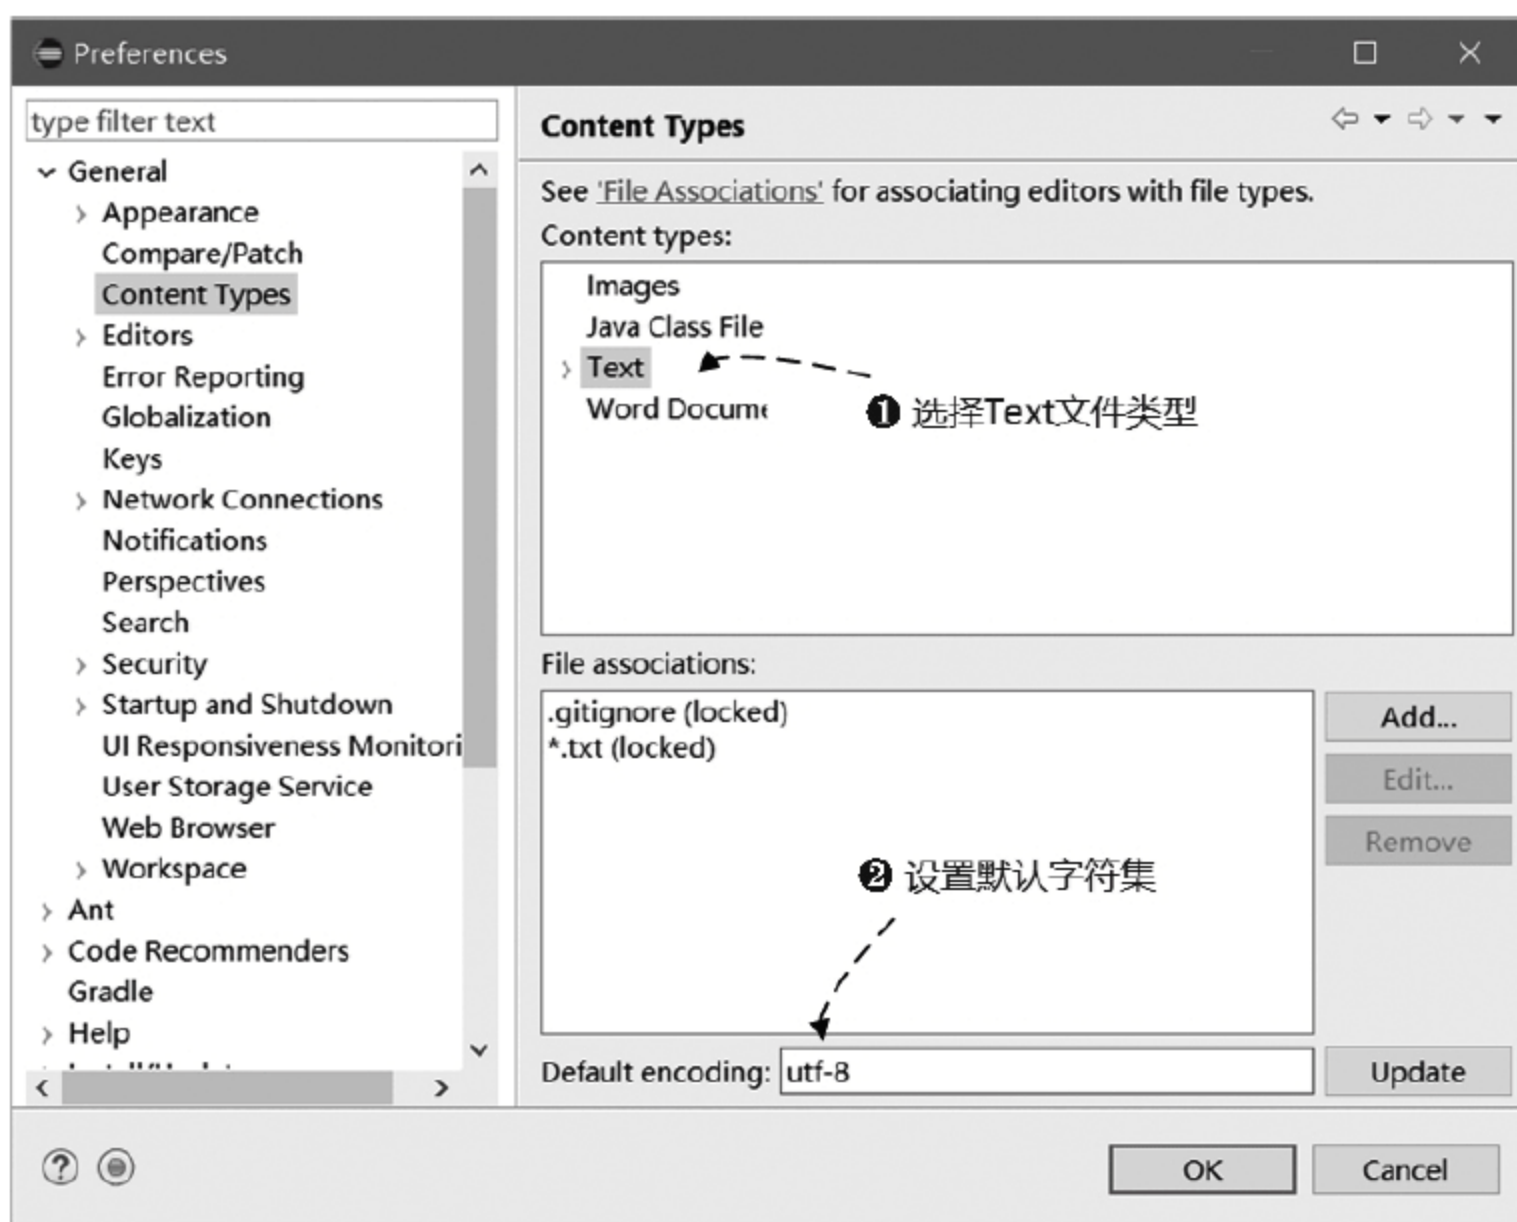 Preferences
type filter text
General
Appearance
Compare/Patch
Content Types
Editors
Error Reporting
Globalization
Keys
Network Connections
Notifications
Perspectives
Search
Security
Startup and Shutdown
UI Responsiveness Monitori
User Storage Service
Web Browser
Workspace
Ant
Code Recommenders
Gradle
Help
Content Types
See 'File Associations' for associating editors with file types.
Content types:
Images
Java Class File
Text
Word Docume
❶ 选择Text文件类型
File associations:
.gitignore (locked)
*.txt (locked)
Add...
Edit...
Remove
❷ 设置默认字符集
Default encoding: utf-8
Update
OK
Cancel